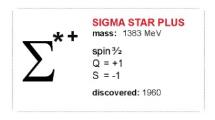 Σ*+
SIGMA STAR PLUS
mass: 1383 MeV
spin 3/2
Q = +1
S = -1
discovered: 1960